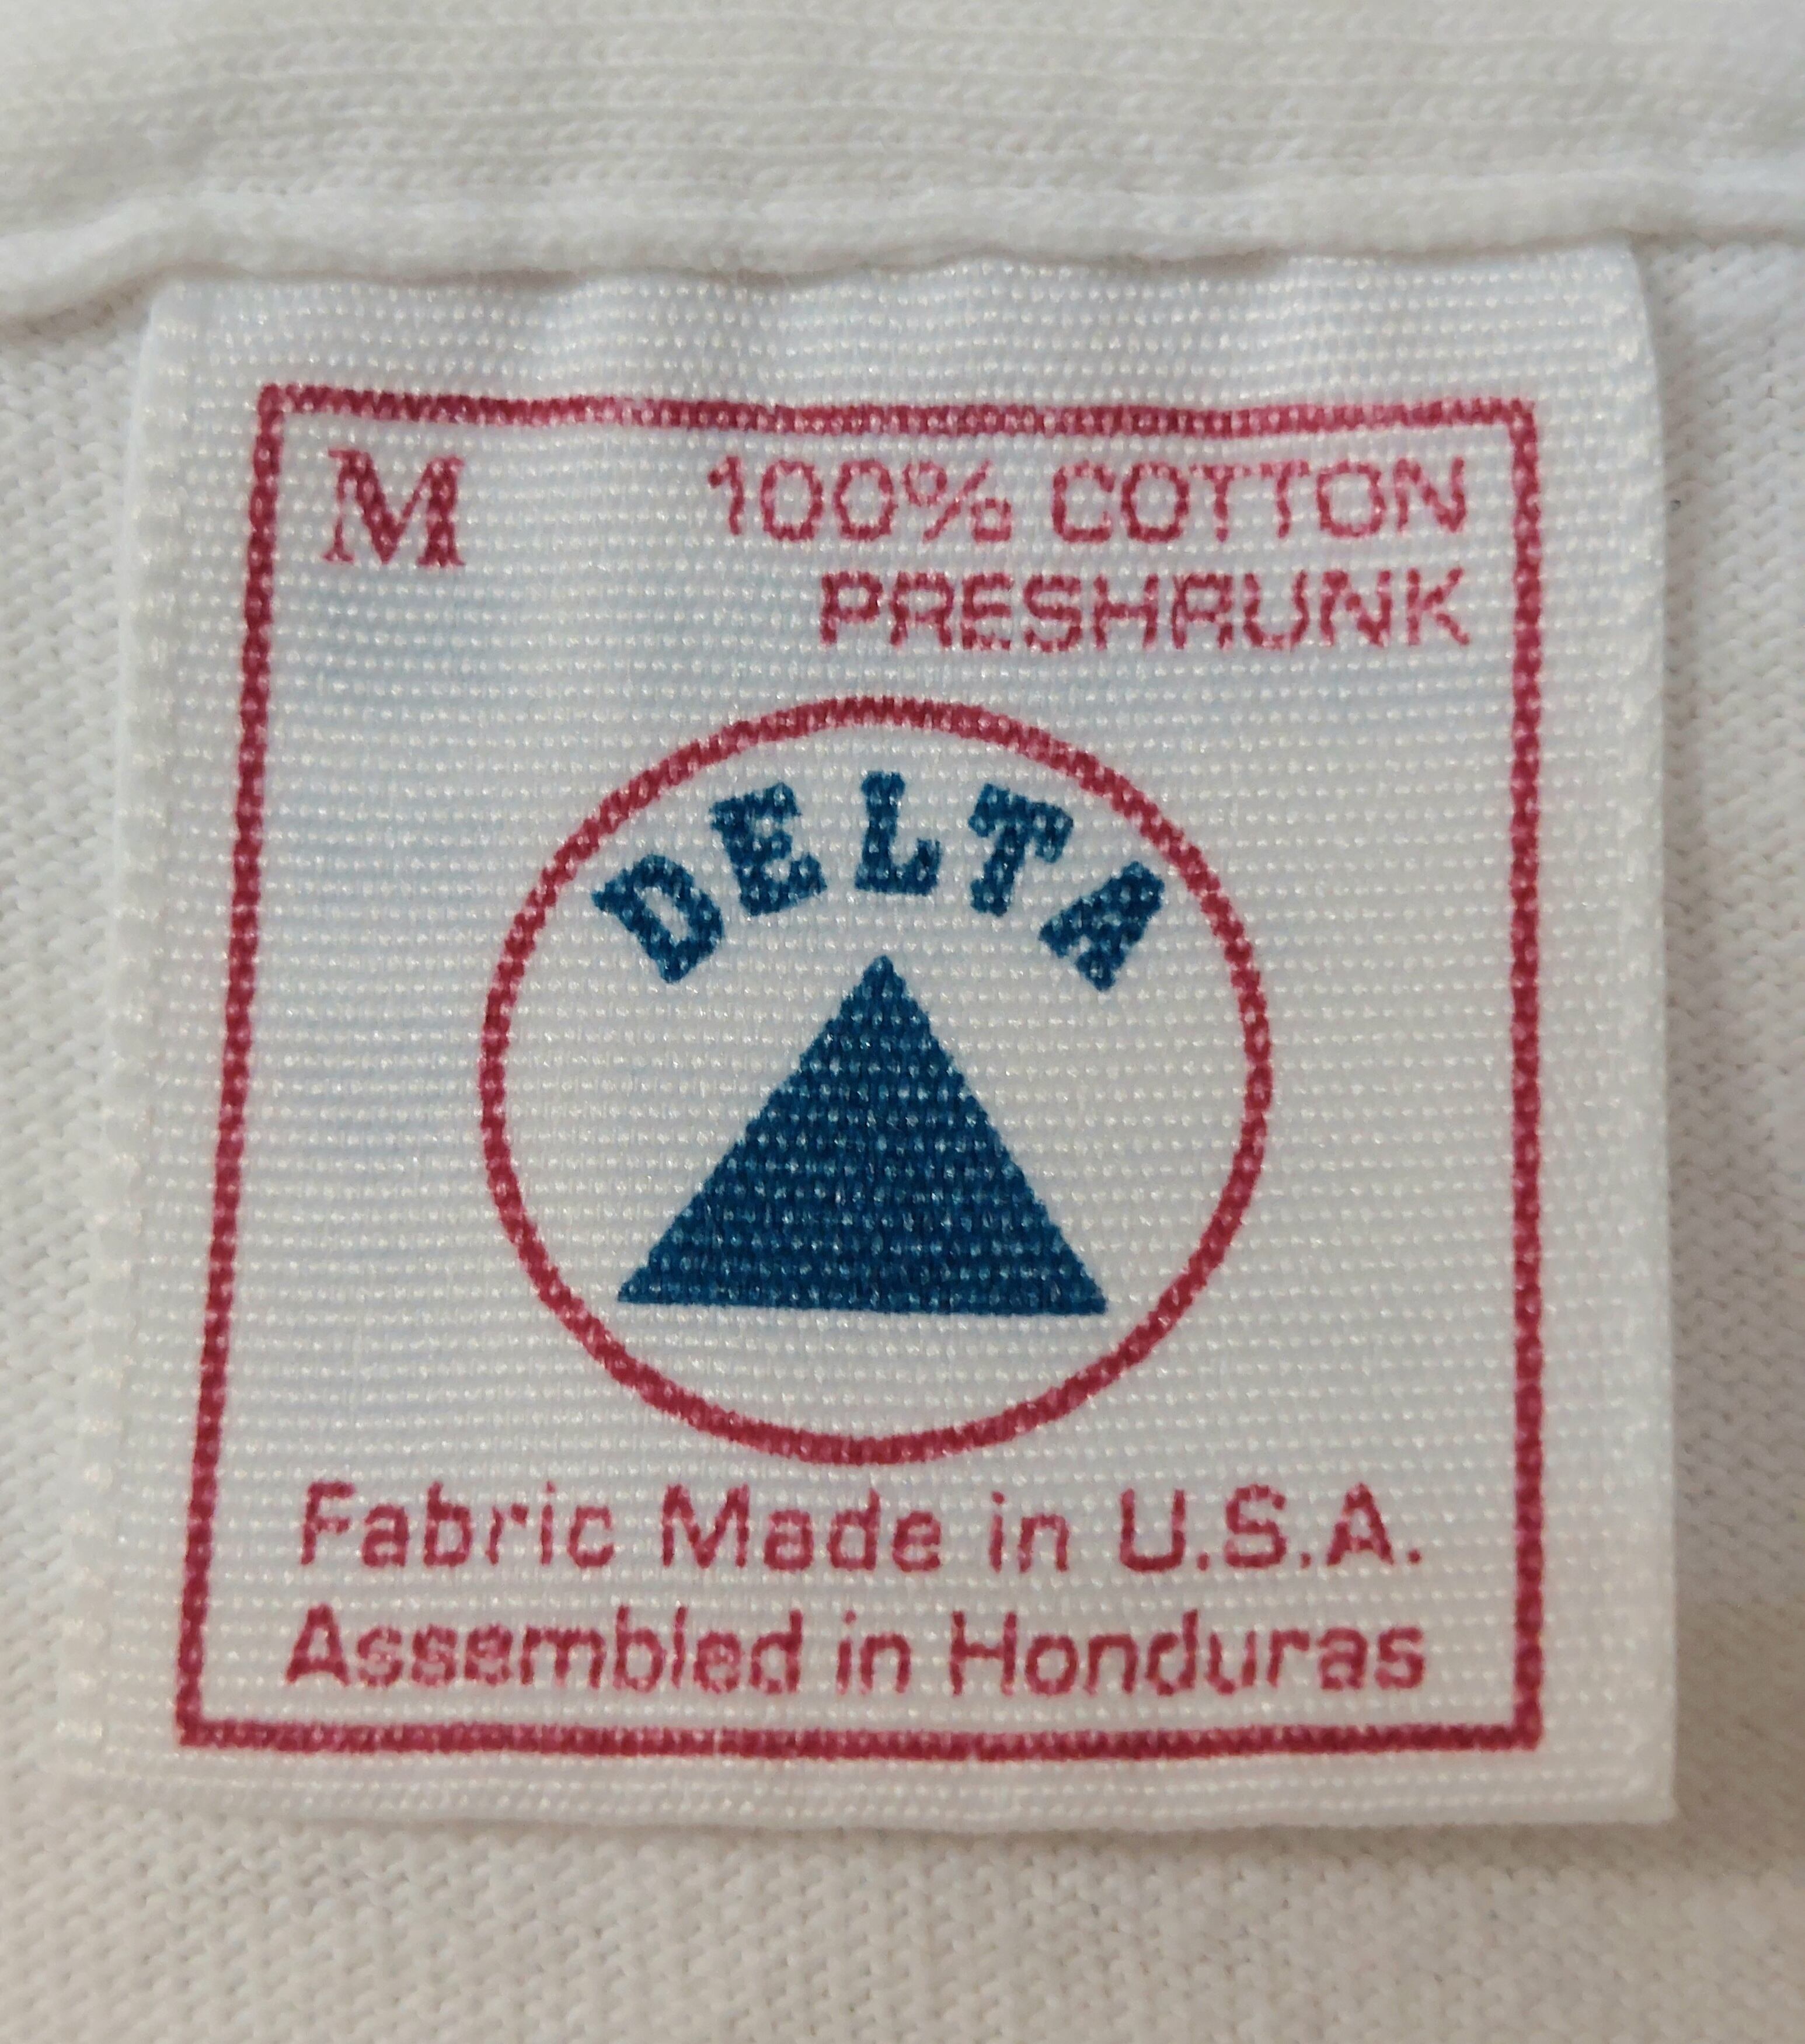 M 100% COTTON
PRESHRUNK
DELTA
Fabric Made in U.S.A.
Assembled in Honduras